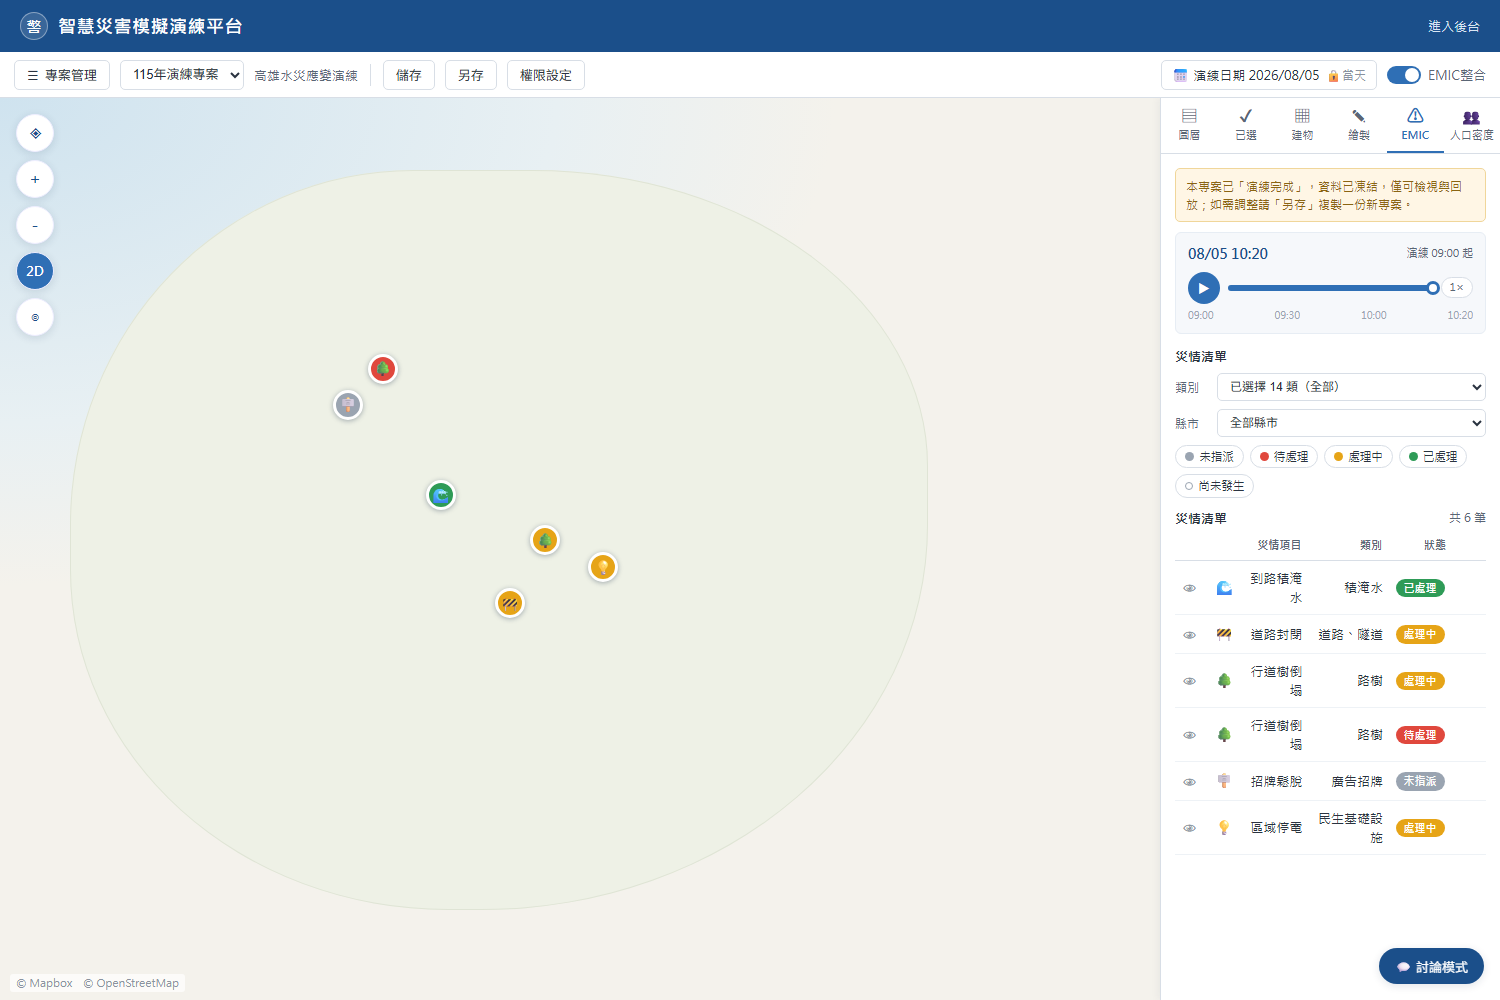 警 智慧災害模擬演練平台 進入後台
☰ 專案管理 115年演練專案 高雄水災應變演練 儲存 另存 權限設定 演練日期 2026/08/05 當天 EMIC整合
+
-
2D
圖層 已選 建物 繪製 EMIC 人口密度
本專案已「演練完成」，資料已凍結，僅可檢視與回
放；如需調整請「另存」複製一份新專案。
08/05 10:20 演練 09:00 起
1×
09:00 09:30 10:00 10:20
災情清單
類別 已選擇 14 類（全部）
縣市 全部縣市
未指派 待處理 處理中 已處理
尚未發生
災情清單 共 6 筆
災情項目 類別 狀態
到路積淹
水 積淹水 已處理
道路封閉 道路、隧道 處理中
行道樹倒
塌 路樹 處理中
行道樹倒
塌 路樹 待處理
招牌鬆脫 廣告招牌 未指派
區域停電 民生基礎設
施 處理中
討論模式
© Mapbox © OpenStreetMap